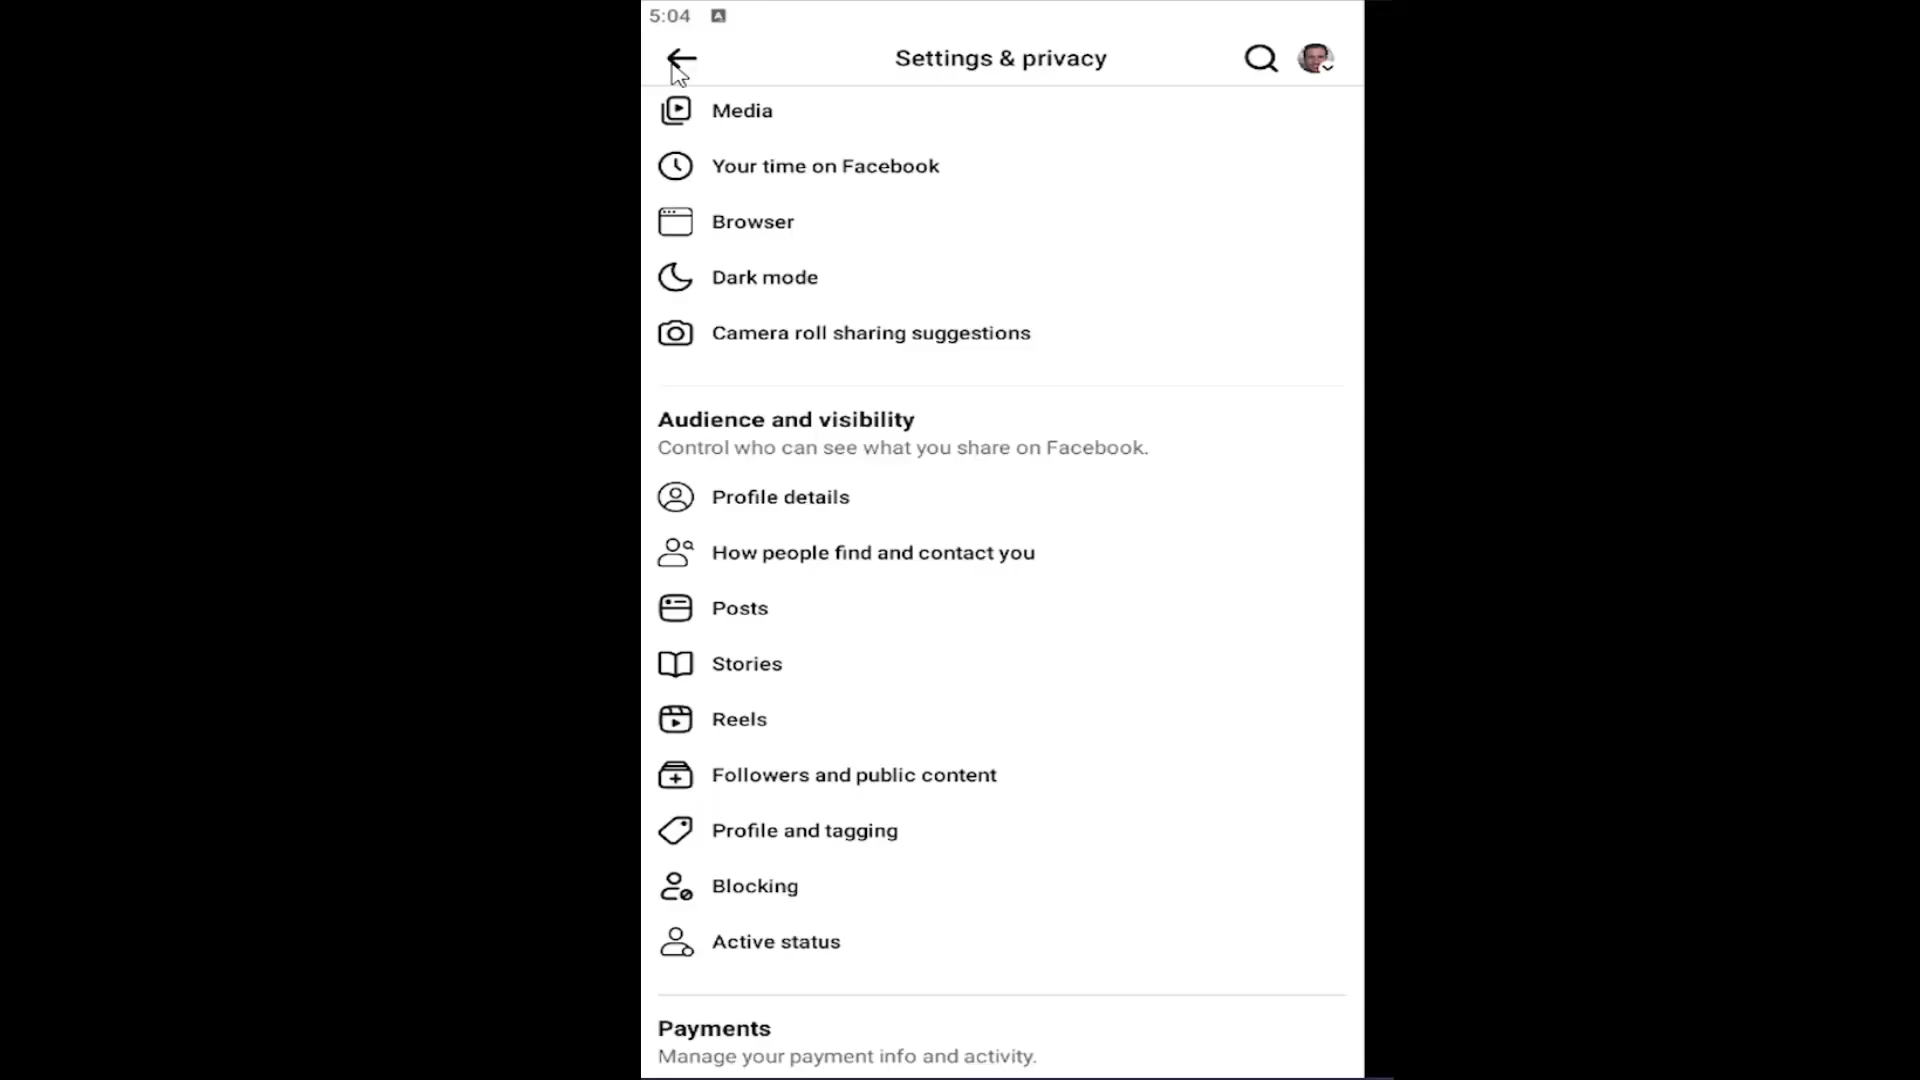 5:04
Settings & privacy
Media
Your time on Facebook
Browser
Dark mode
Camera roll sharing suggestions
Audience and visibility
Control who can see what you share on Facebook.
Profile details
How people find and contact you
Posts
Stories
Reels
Followers and public content
Profile and tagging
Blocking
Active status
Payments
Manage your payment info and activity.